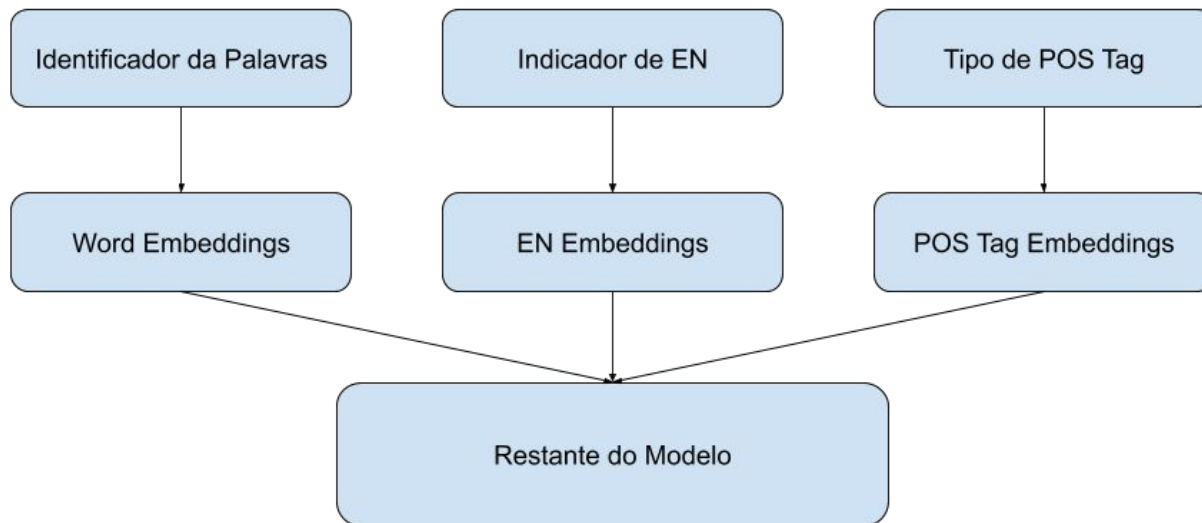 Identificador da Palavras
Indicador de EN
Tipo de POS Tag
Word Embeddings
EN Embeddings
POS Tag Embeddings
Restante do Modelo